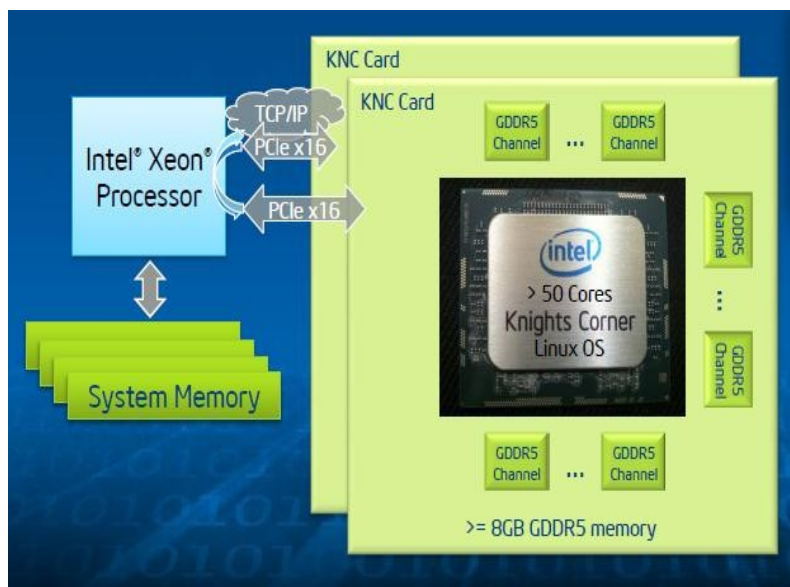 KNC Card
KNC Card
TCP/IP
PCIe x16
PCIe x16
Intel® Xeon®
Processor
System Memory
GDDR5
Channel
...
GDDR5
Channel
GDDR5
Channel
...
GDDR5
Channel
intel
> 50 Cores
Knights Corner
Linux OS
GDDR5
Channel
...
GDDR5
Channel
>= 8GB GDDR5 memory